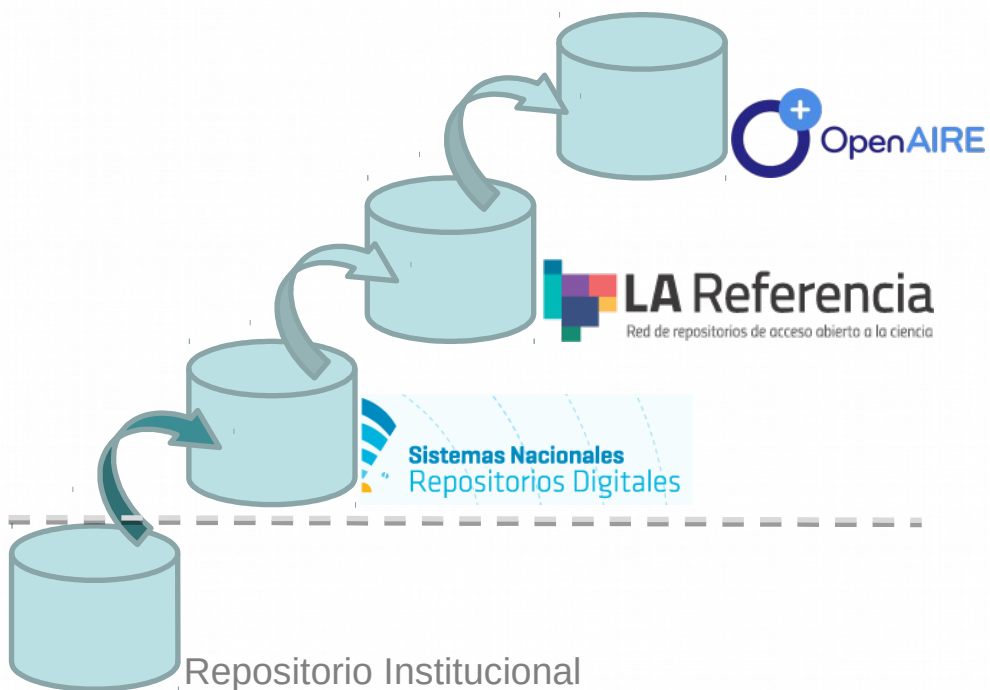 +
OpenAIRE
LA Referencia
Red de repositorios de acceso abierto a la ciencia
Sistemas Nacionales
Repositorios Digitales
Repositorio Institucional